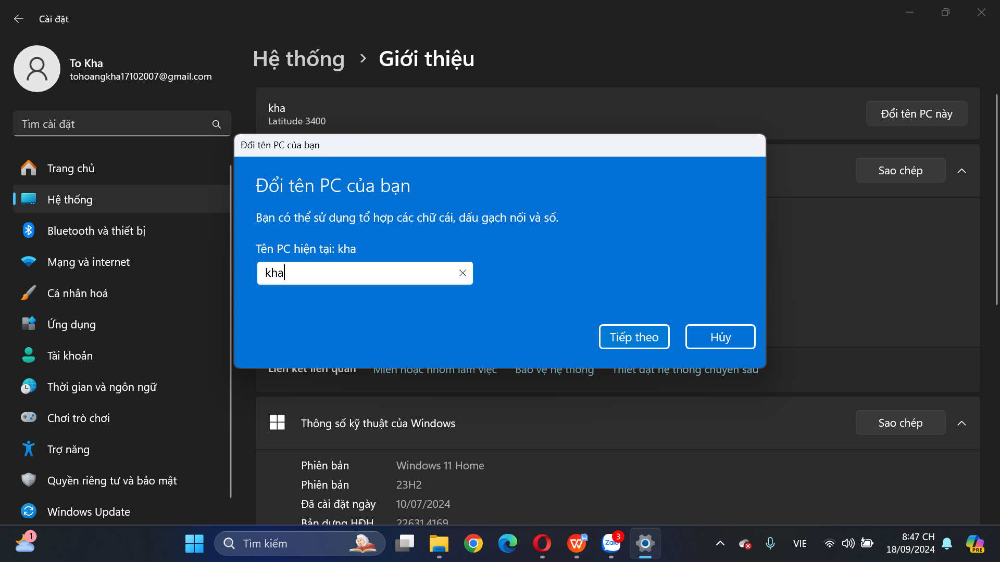 Cài đặt
To Kha
tohoangkha17102007@gmail.com
Tìm cài đặt
Trang chủ
Hệ thống
Bluetooth và thiết bị
Mạng và internet
Cá nhân hoá
Ứng dụng
Tài khoản
Thời gian và ngôn ngữ
Chơi trò chơi
Trợ năng
Quyền riêng tư và bảo mật
Windows Update
Hệ thống > Giới thiệu
kha
Latitude 3400
Đổi tên PC này
Sao chép
Đổi tên PC của bạn
Đổi tên PC của bạn
Bạn có thể sử dụng tổ hợp các chữ cái, dấu gạch nối và số.
Tên PC hiện tại: kha
kha
Tiếp theo
Hủy
Liên kết liên quan Miền hoặc nhóm làm việc Bảo vệ hệ thống Thiết đặt hệ thống chuyên sâu
Thông số kỹ thuật của Windows
Sao chép
Phiên bản Windows 11 Home
Phiên bản 23H2
Đã cài đặt ngày 10/07/2024
Bản dựng HĐH 22631.4169
1
Tìm kiếm
W
Zalo
3
VIE
8:47 CH
18/09/2024
PRE